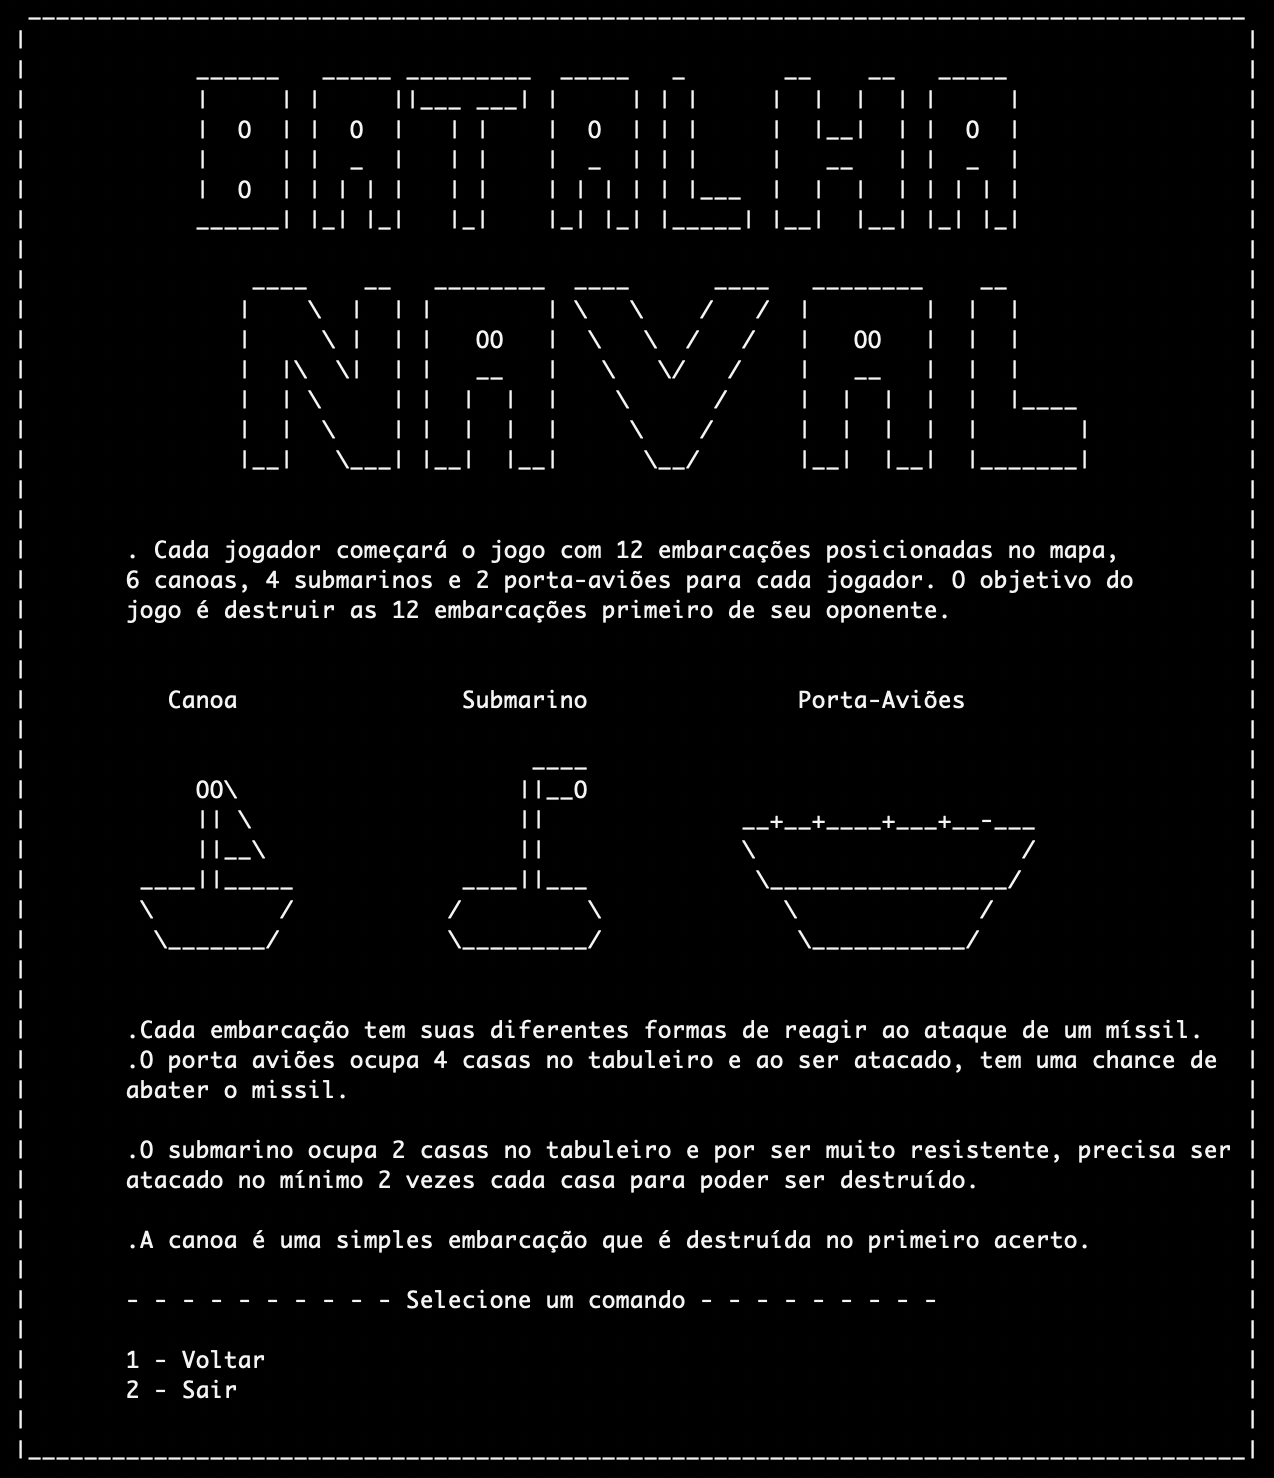 BATALHA
NAVAL
. Cada jogador começará o jogo com 12 embarcações posicionadas no mapa,
6 canoas, 4 submarinos e 2 porta-aviões para cada jogador. O objetivo do
jogo é destruir as 12 embarcações primeiro de seu oponente.
Canoa Submarino Porta-Aviões
.Cada embarcação tem suas diferentes formas de reagir ao ataque de um míssil.
.O porta aviões ocupa 4 casas no tabuleiro e ao ser atacado, tem uma chance de
abater o missil.
.O submarino ocupa 2 casas no tabuleiro e por ser muito resistente, precisa ser
atacado no mínimo 2 vezes cada casa para poder ser destruído.
.A canoa é uma simples embarcação que é destruída no primeiro acerto.
- - - - - - - - - - Selecione um comando - - - - - - - - -
1 - Voltar
2 - Sair